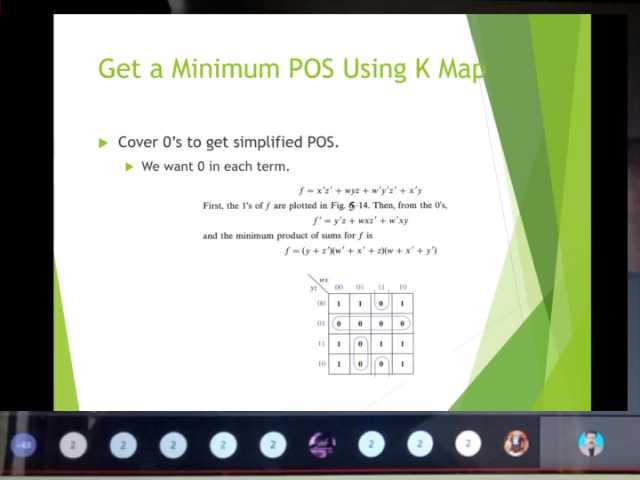 Get a Minimum POS Using K Map
Cover 0's to get simplified POS.
We want 0 in each term.
f = x'z' + wyz + w'y'z' + x'y
First, the 1's of f are plotted in Fig. 5-14. Then, from the 0's,
f' = y'z + wxz' + w'xy
and the minimum product of sums for f is
f = (y + z')(w' + x' + z)(w + x' + y')
wx
yz 00 01 11 10
00 1 1 0 1
01 0 0 0 0
11 1 0 1 1
10 1 0 0 1
+63 2 2 2 2 2 2 2 2